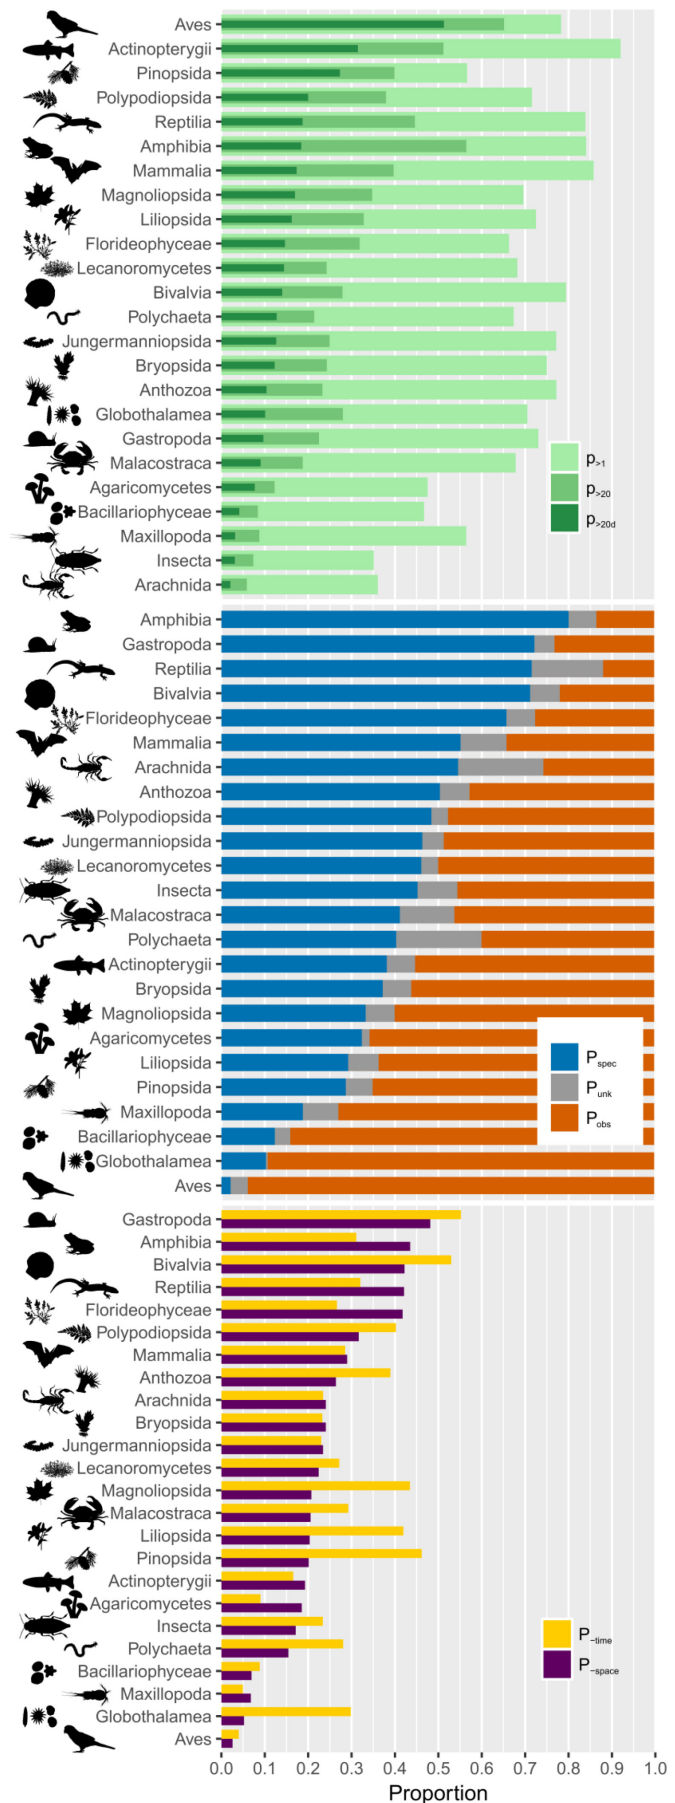 Aves
Actinopterygii
Pinopsida
Polypodiopsida
Reptilia
Amphibia
Mammalia
Magnoliopsida
Liliopsida
Florideophyceae
Lecanoromycetes
Bivalvia
Polychaeta
Jungermanniopsida
Bryopsida
Anthozoa
Globothalamea
Gastropoda
Malacostraca
Agaricomycetes
Bacillariophyceae
Maxillopoda
Insecta
Arachnida
p>1
p>20
p>20d
Amphibia
Gastropoda
Reptilia
Bivalvia
Florideophyceae
Mammalia
Arachnida
Anthozoa
Polypodiopsida
Jungermanniopsida
Lecanoromycetes
Insecta
Malacostraca
Polychaeta
Actinopterygii
Bryopsida
Magnoliopsida
Agaricomycetes
Liliopsida
Pinopsida
Maxillopoda
Bacillariophyceae
Globothalamea
Aves
Pspec
Punk
Pobs
Gastropoda
Amphibia
Bivalvia
Reptilia
Florideophyceae
Polypodiopsida
Mammalia
Anthozoa
Arachnida
Bryopsida
Jungermanniopsida
Lecanoromycetes
Magnoliopsida
Malacostraca
Liliopsida
Pinopsida
Actinopterygii
Agaricomycetes
Insecta
Polychaeta
Bacillariophyceae
Maxillopoda
Globothalamea
Aves
P−time
P−space
0.0 0.1 0.2 0.3 0.4 0.5 0.6 0.7 0.8 0.9 1.0
Proportion